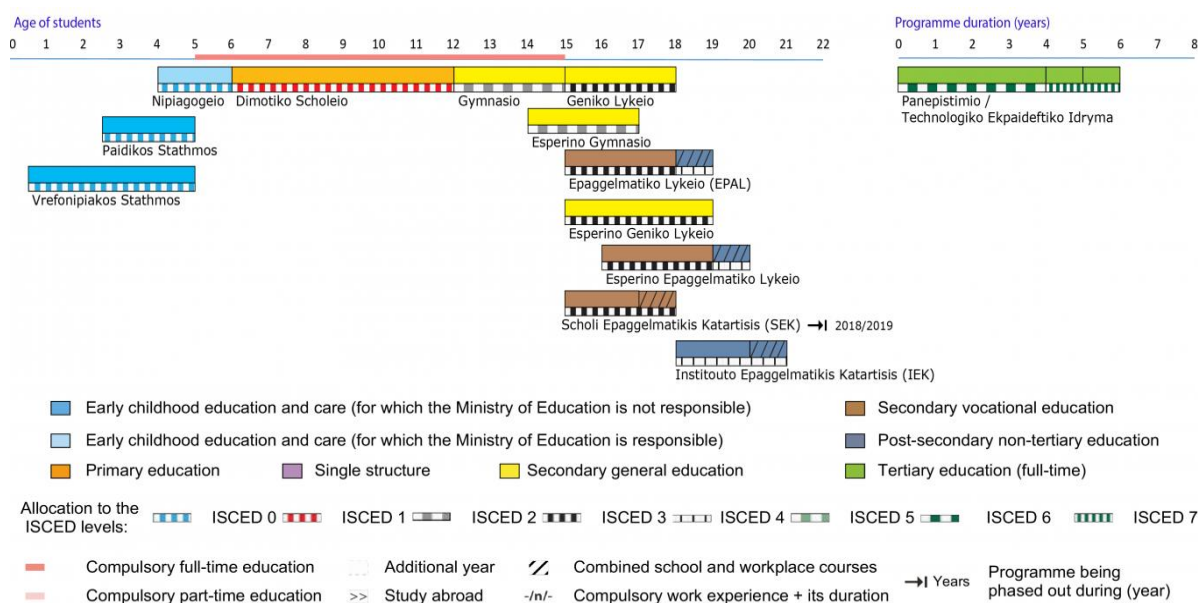 Age of students
Programme duration (years)
0 1 2 3 4 5 6 7 8 9 10 11 12 13 14 15 16 17 18 19 20 21 22
0 1 2 3 4 5 6 7 8
Nipiagogeio Dimotiko Scholeio Gymnasio Geniko Lykeio
Panepistimio /
Technologiko Ekpaideftiko Idryma
Esperino Gymnasio
Paidikos Stathmos
Epaggelmatiko Lykeio (EPAL)
Vrefonipiakos Stathmos
Esperino Geniko Lykeio
Esperino Epaggelmatiko Lykeio
Scholi Epaggelmatikis Katartisis (SEK) 2018/2019
Institouto Epaggelmatikis Katartisis (IEK)
Early childhood education and care (for which the Ministry of Education is not responsible)
Secondary vocational education
Early childhood education and care (for which the Ministry of Education is responsible)
Post-secondary non-tertiary education
Primary education Single structure Secondary general education Tertiary education (full-time)
Allocation to the
ISCED levels:
ISCED 0 ISCED 1 ISCED 2 ISCED 3 ISCED 4 ISCED 5 ISCED 6 ISCED 7
Compulsory full-time education Additional year Combined school and workplace courses
Years
Programme being
phased out during (year)
Compulsory part-time education >> Study abroad -/n/- Compulsory work experience + its duration